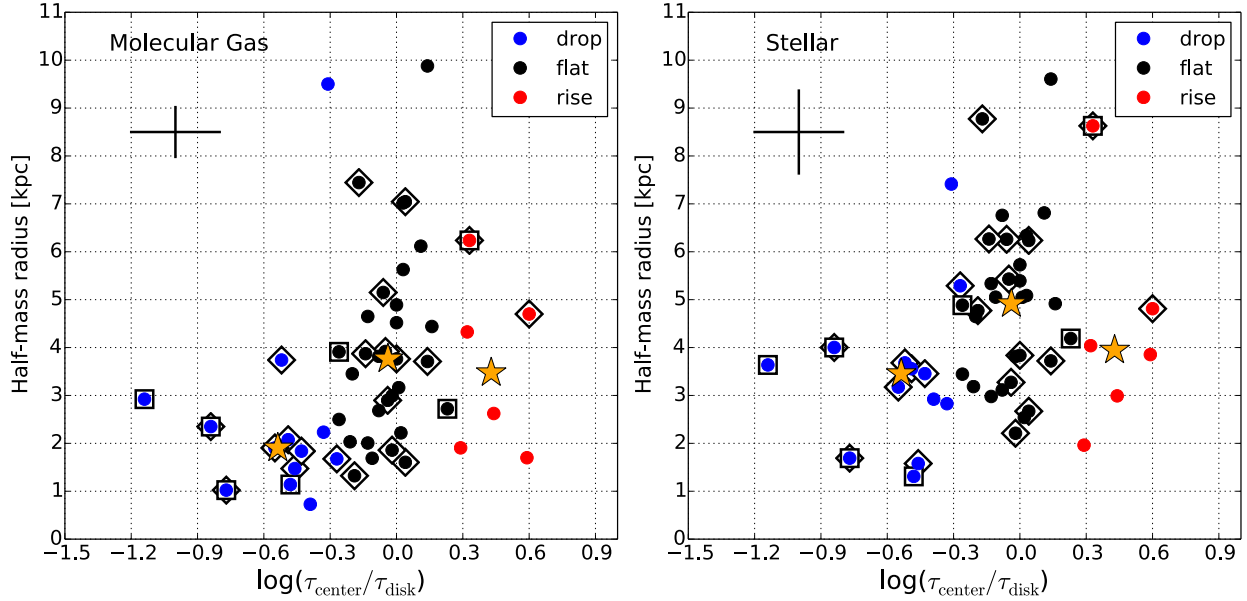 Molecular Gas
drop
flat
rise
Half-mass radius [kpc]
11
10
9
8
7
6
5
4
3
2
1
0
−1.5 −1.2 −0.9 −0.6 −0.3 0.0 0.3 0.6 0.9
log(τcenter/τdisk)
Stellar
drop
flat
rise
Half-mass radius [kpc]
11
10
9
8
7
6
5
4
3
2
1
0
−1.5 −1.2 −0.9 −0.6 −0.3 0.0 0.3 0.6 0.9
log(τcenter/τdisk)